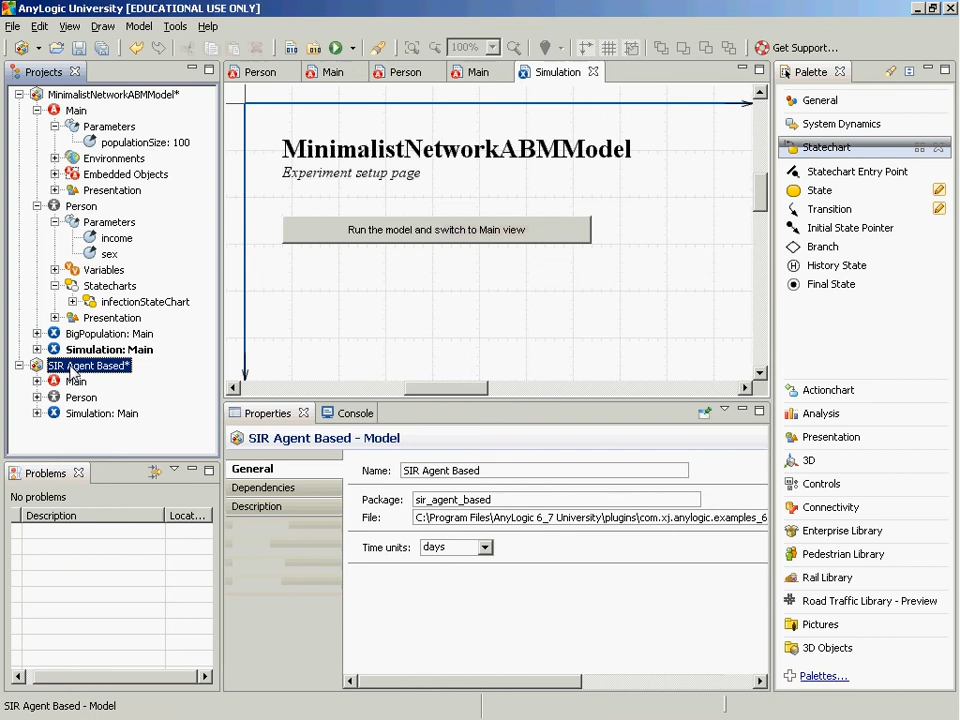 AnyLogic University [EDUCATIONAL USE ONLY]
File Edit View Draw Model Tools Help
100% Get Support...
Projects
MinimalistNetworkABMModel*
Main
Parameters
populationSize: 100
Environments
Embedded Objects
Presentation
Person
Parameters
income
sex
Variables
Statecharts
infectionStateChart
Presentation
BigPopulation: Main
Simulation: Main
SIR Agent Based*
Main
Person
Simulation: Main
Problems
No problems
Description Locat...
Person Main Person Main Simulation
MinimalistNetworkABMModel
Experiment setup page
Run the model and switch to Main view
Properties Console
SIR Agent Based - Model
General
Dependencies
Description
Name: SIR Agent Based
Package: sir_agent_based
File: C:\Program Files\AnyLogic 6_7 University\plugins\com.xj.anylogic.examples_6
Time units: days
Palette
General
System Dynamics
Statechart
Statechart Entry Point
State
Transition
Initial State Pointer
Branch
History State
Final State
Actionchart
Analysis
Presentation
3D
Controls
Connectivity
Enterprise Library
Pedestrian Library
Rail Library
Road Traffic Library - Preview
Pictures
3D Objects
Palettes...
SIR Agent Based - Model